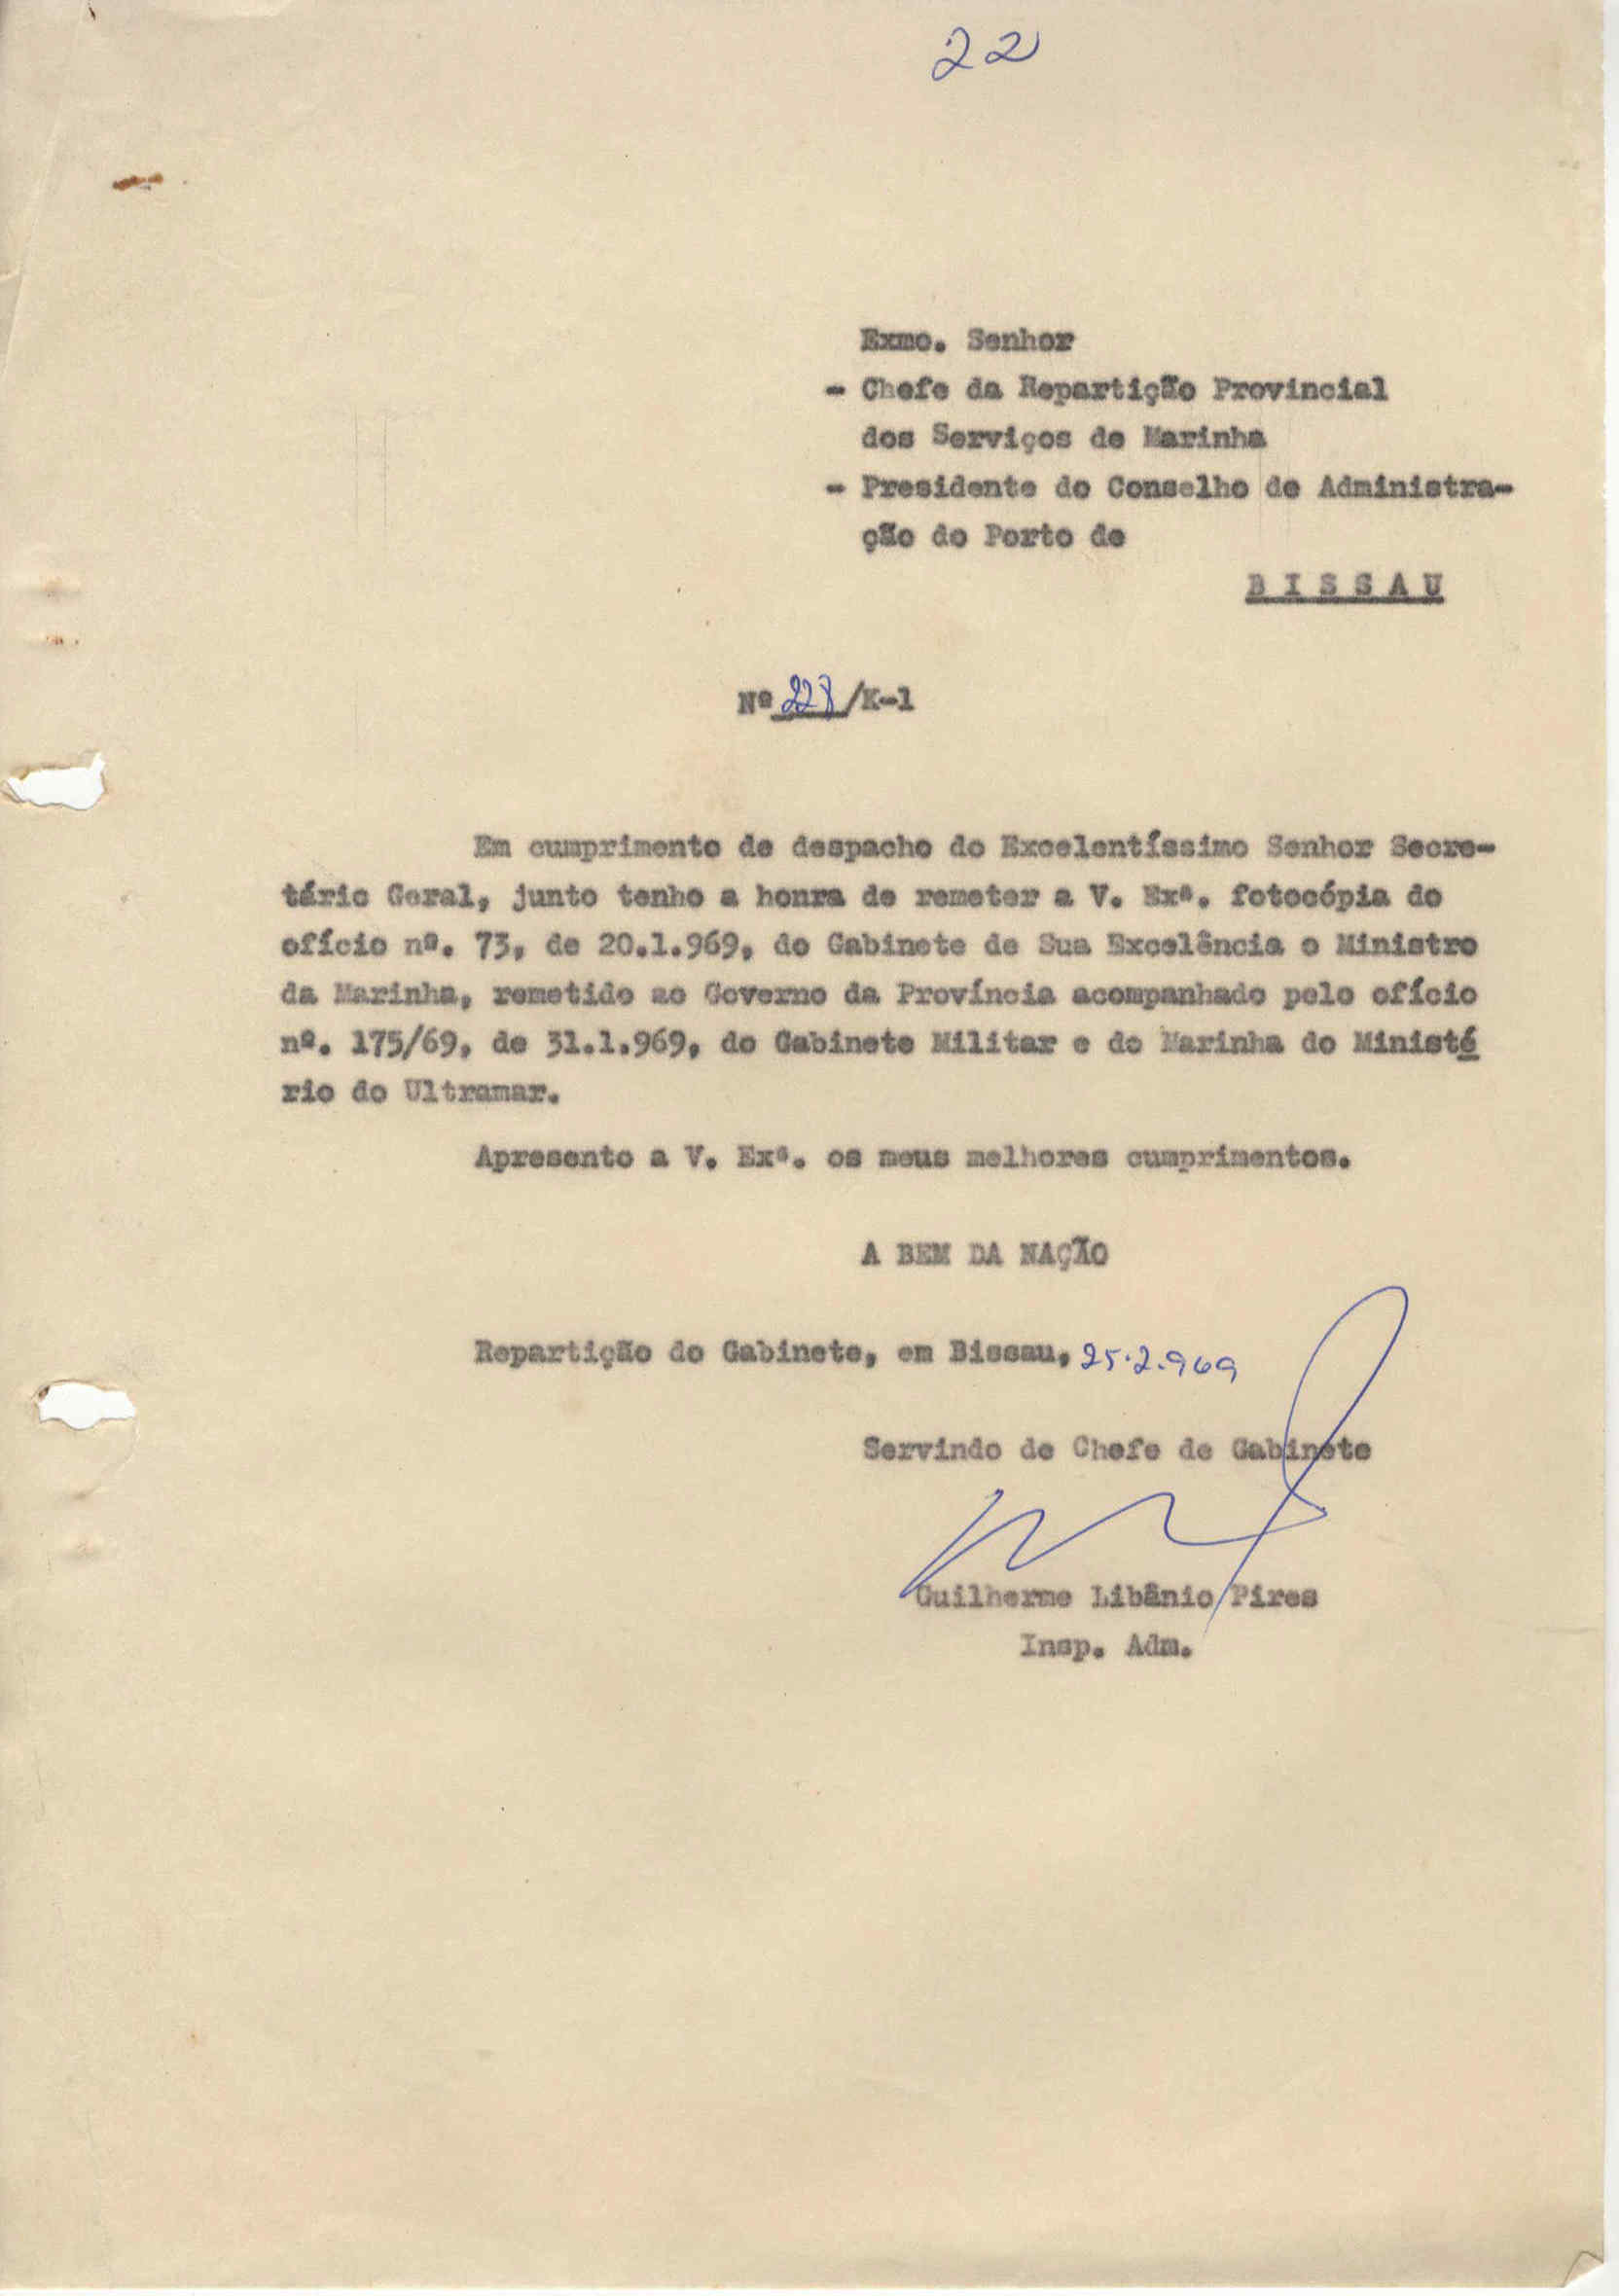 22
Exmo. Senhor
- Chefe da Repartição Provincial
dos Serviços de Marinha
- Presidente do Conselho de Administra-
ção do Porto de
B I S S A U
Nº 228/K-1
Em cumprimento de despacho do Excelentíssimo Senhor Secre-
tário Geral, junto tenho a honra de remeter a V. Exª. fotocópia do
ofício nº. 73, de 20.1.969, do Gabinete de Sua Excelência o Ministro
da Marinha, remetido ao Governo da Província acompanhado pelo ofício
nº. 175/69, de 31.1.969, do Gabinete Militar e de Marinha do Ministé
rio do Ultramar.
Apresento a V. Exª. os meus melhores cumprimentos.
A BEM DA NAÇÃO
Repartição do Gabinete, em Bissau, 25.2.969
Servindo de Chefe de Gabinete
Guilherme Libânio Pires
Insp. Adm.